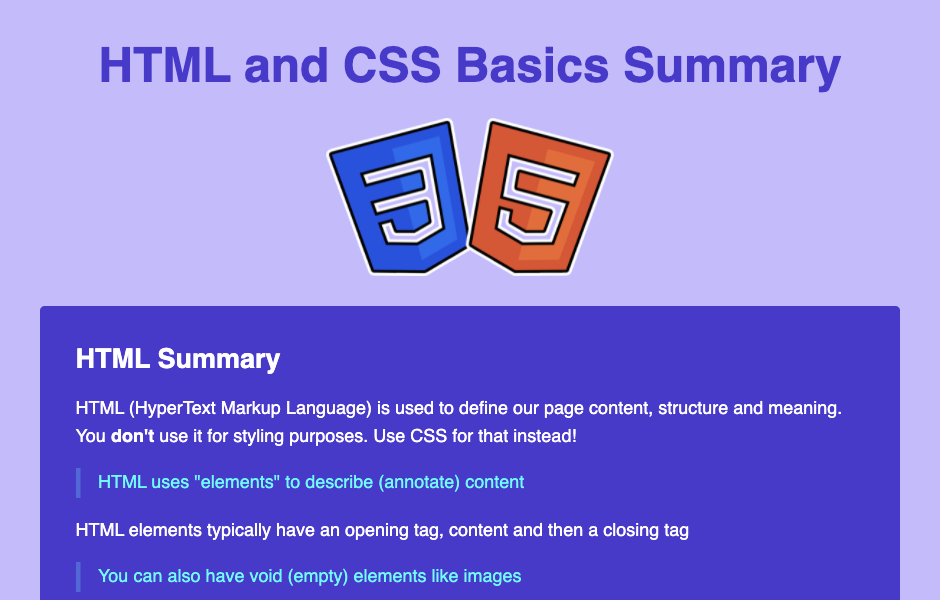 HTML and CSS Basics Summary
HTML Summary
HTML (HyperText Markup Language) is used to define our page content, structure and meaning.
You don't use it for styling purposes. Use CSS for that instead!
HTML uses "elements" to describe (annotate) content
HTML elements typically have an opening tag, content and then a closing tag
You can also have void (empty) elements like images